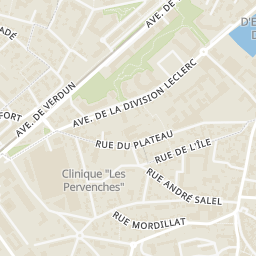 ADÉ
AVE. DE
D'É
D
AVE. DE VERDUN
FORT
AVE. DE LA DIVISION LECLERC
RUE DU PLATEAU
RUE DE L'ÎLE
Clinique "Les
Pervenches"
RUE ANDRÉ SALEL
RUE MORDILLAT